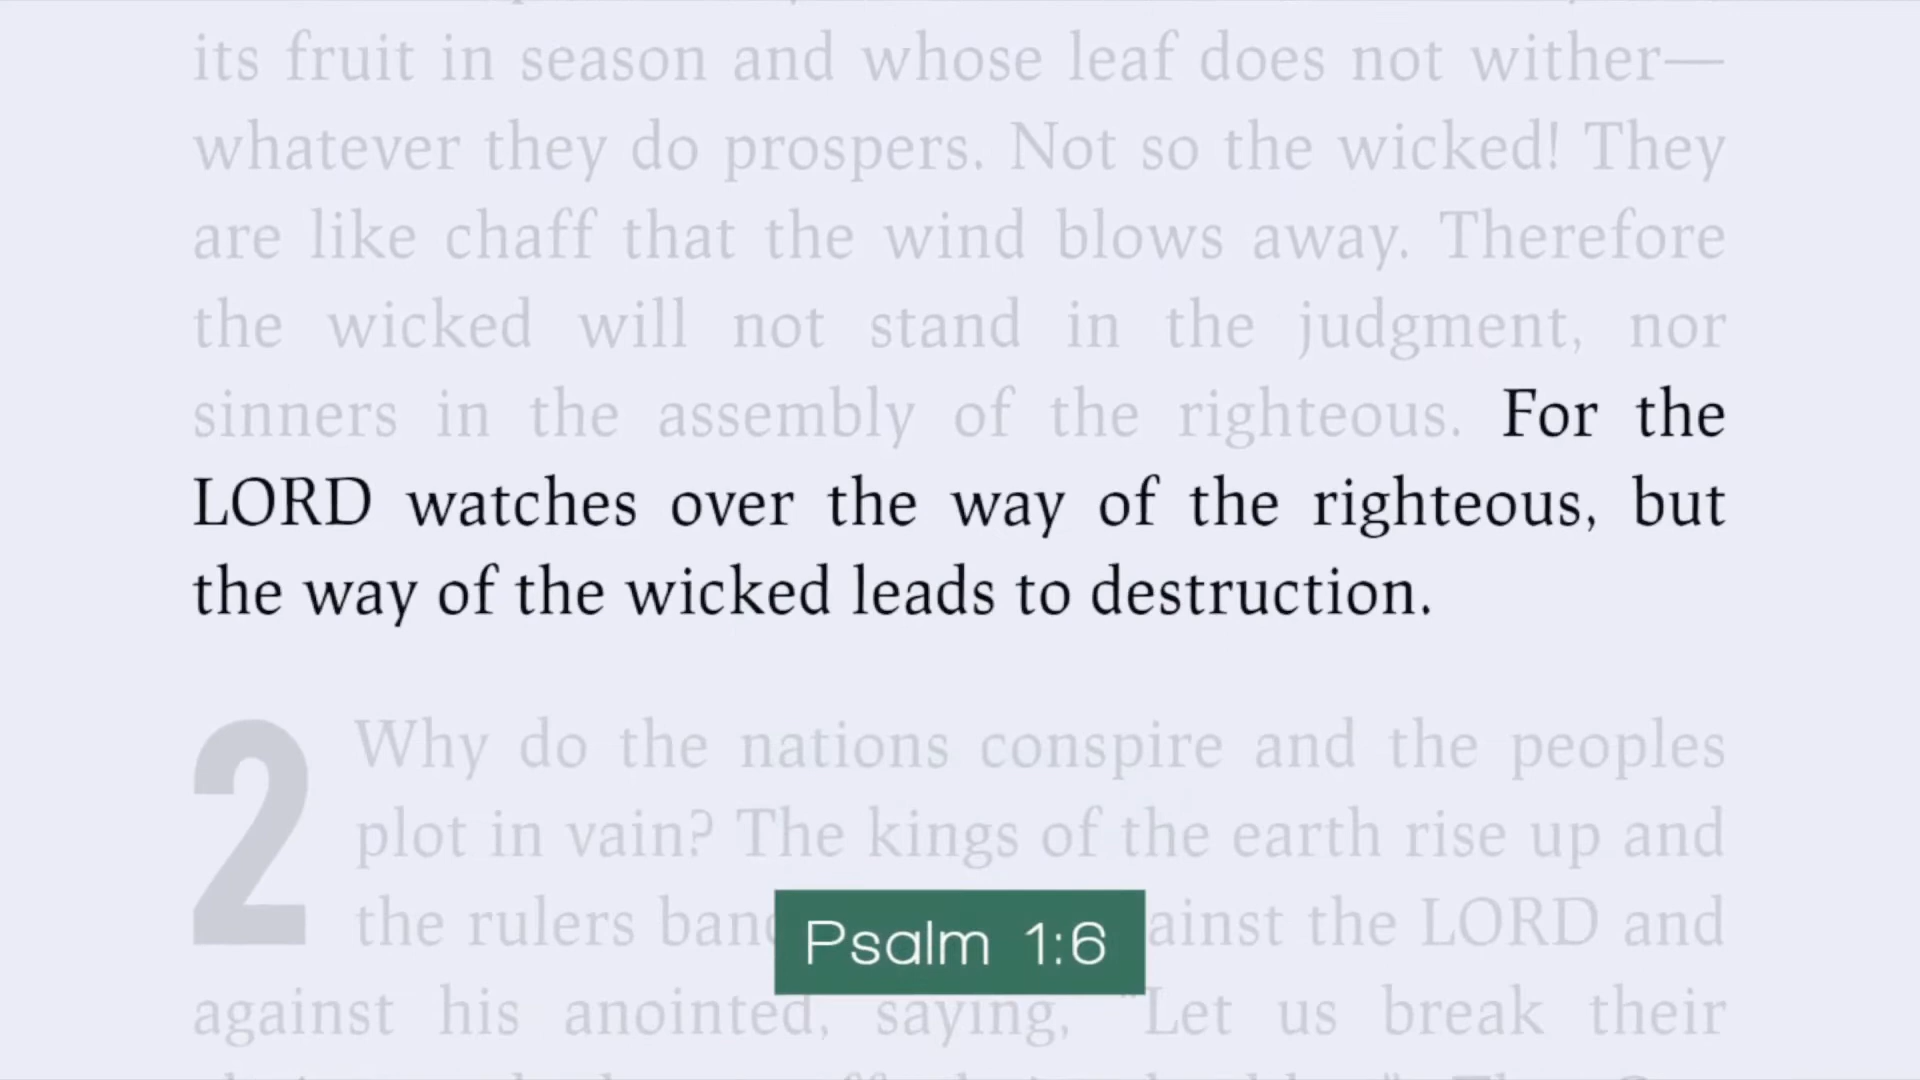 its fruit in season and whose leaf does not wither—
whatever they do prospers. Not so the wicked! They
are like chaff that the wind blows away. Therefore
the wicked will not stand in the judgment, nor
sinners in the assembly of the righteous. For the
LORD watches over the way of the righteous, but
the way of the wicked leads to destruction.
2
Why do the nations conspire and the peoples
plot in vain? The kings of the earth rise up and
the rulers ainst the LORD and
Psalm 1:6
against his anointed, saying, "Let us break their